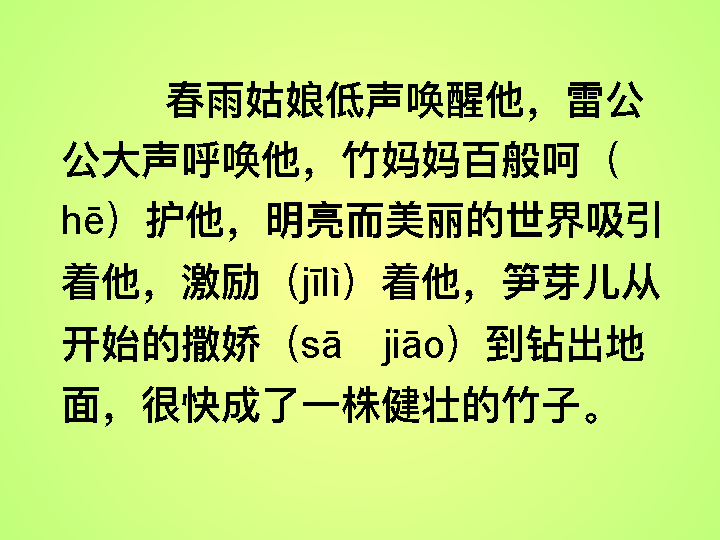 春雨姑娘低声唤醒他，雷公
公大声呼唤他，竹妈妈百般呵（
hē）护他，明亮而美丽的世界吸引
着他，激励（jīlì）着他，笋芽儿从
开始的撒娇（sā　jiāo）到钻出地
面，很快成了一株健壮的竹子。